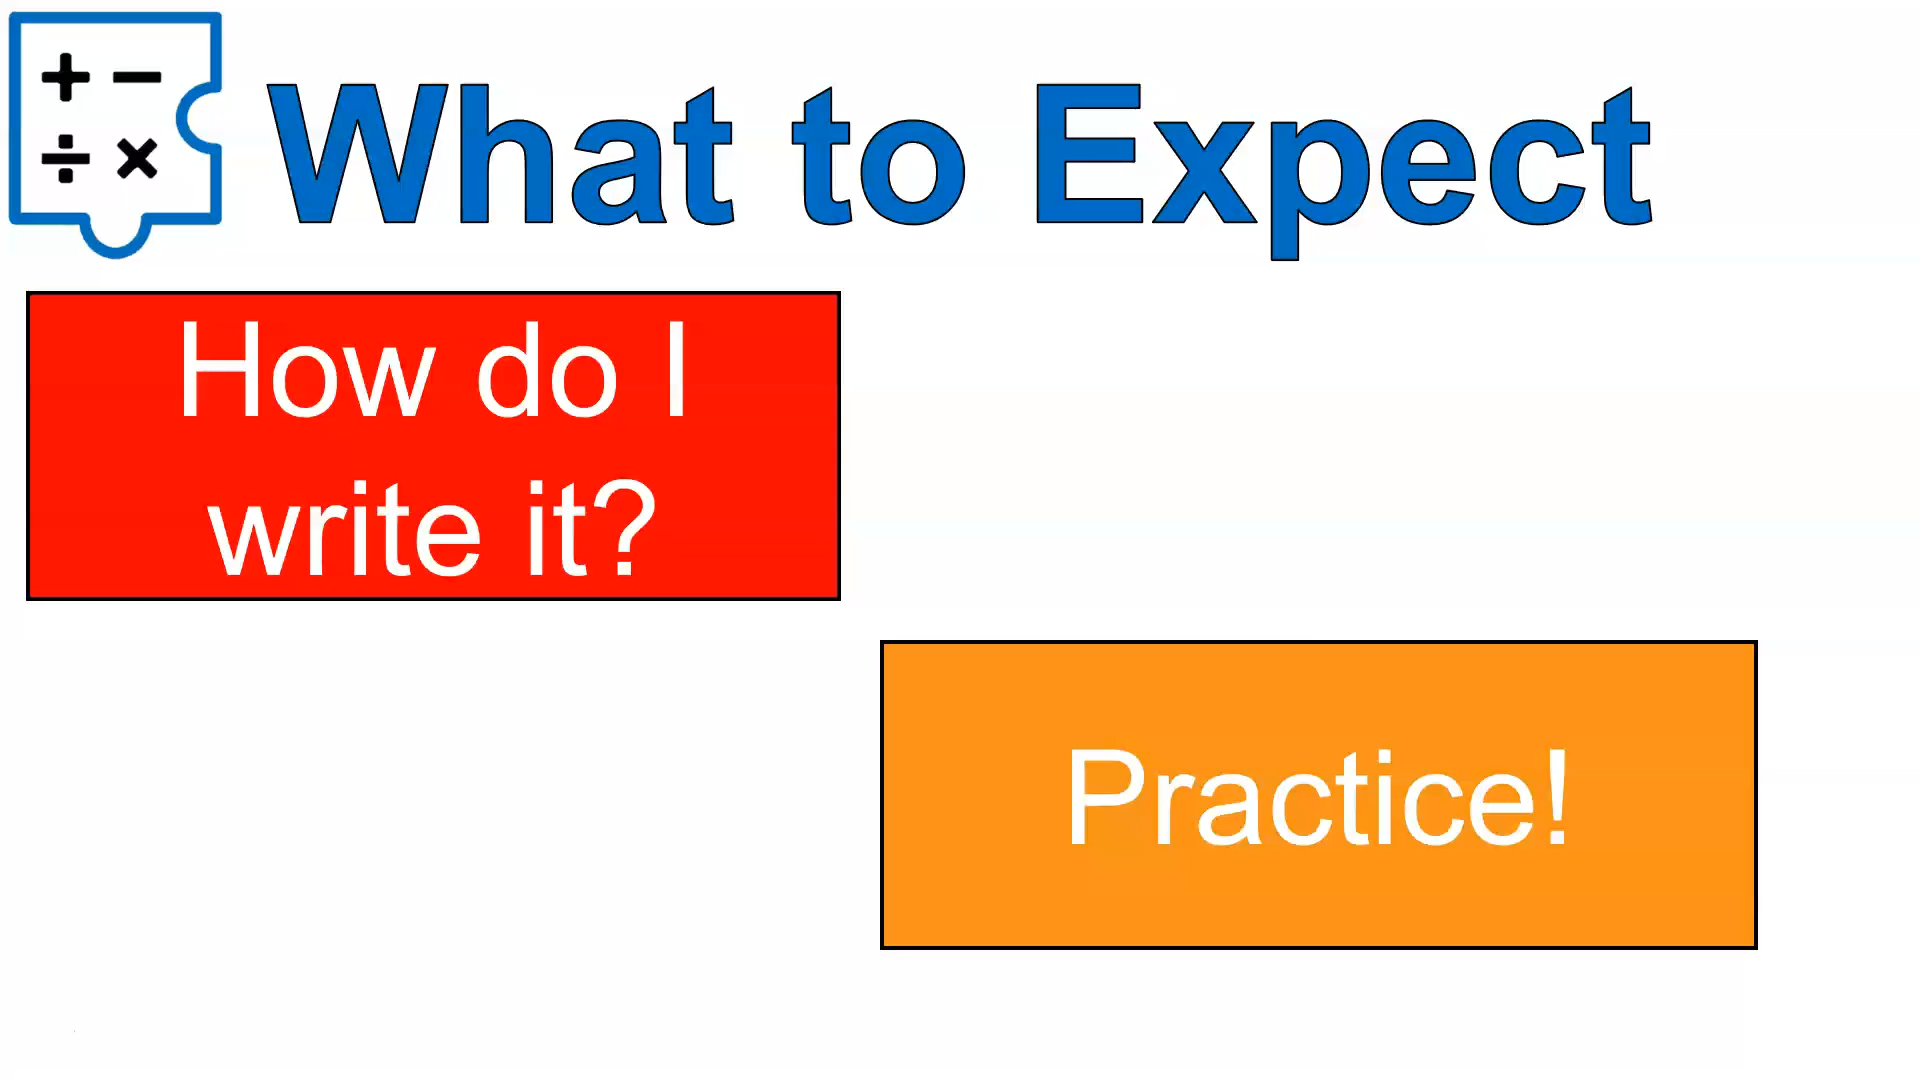 + −
÷ ×
What to Expect
How do I
write it?
Practice!